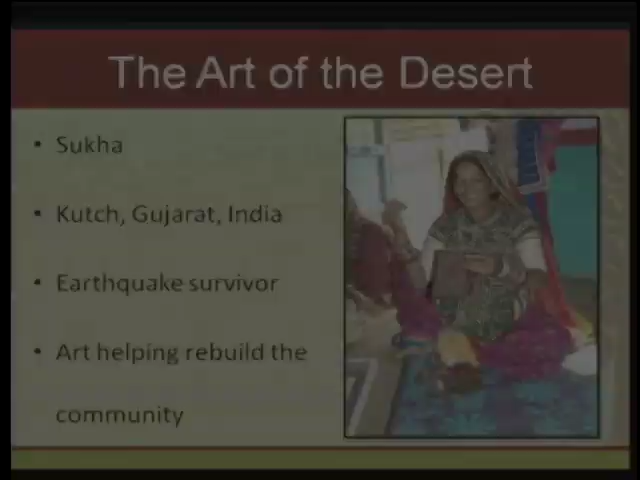 The Art of the Desert
• Sukha
• Kutch, Gujarat, India
• Earthquake survivor
• Art helping rebuild the
community